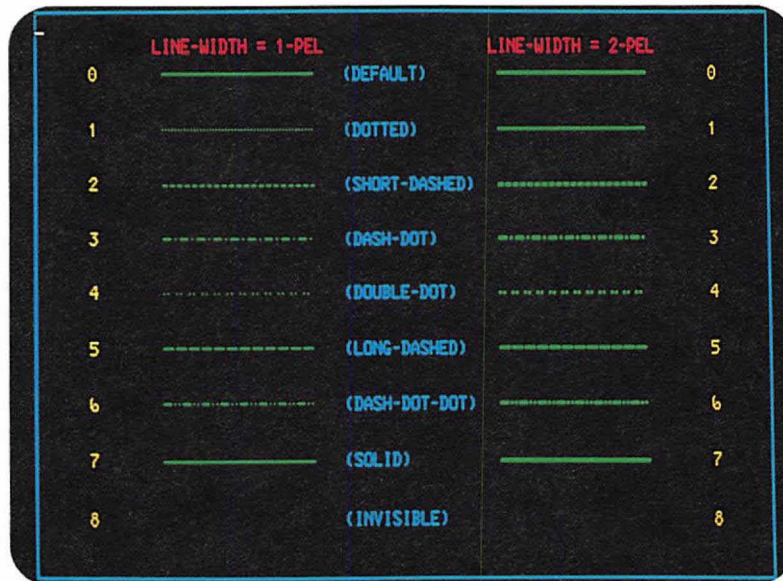 LINE-WIDTH = 1-PEL LINE-WIDTH = 2-PEL
0 (DEFAULT) 0
1 (DOTTED) 1
2 (SHORT-DASHED) 2
3 (DASH-DOT) 3
4 (DOUBLE-DOT) 4
5 (LONG-DASHED) 5
6 (DASH-DOT-DOT) 6
7 (SOLID) 7
8 (INVISIBLE) 8